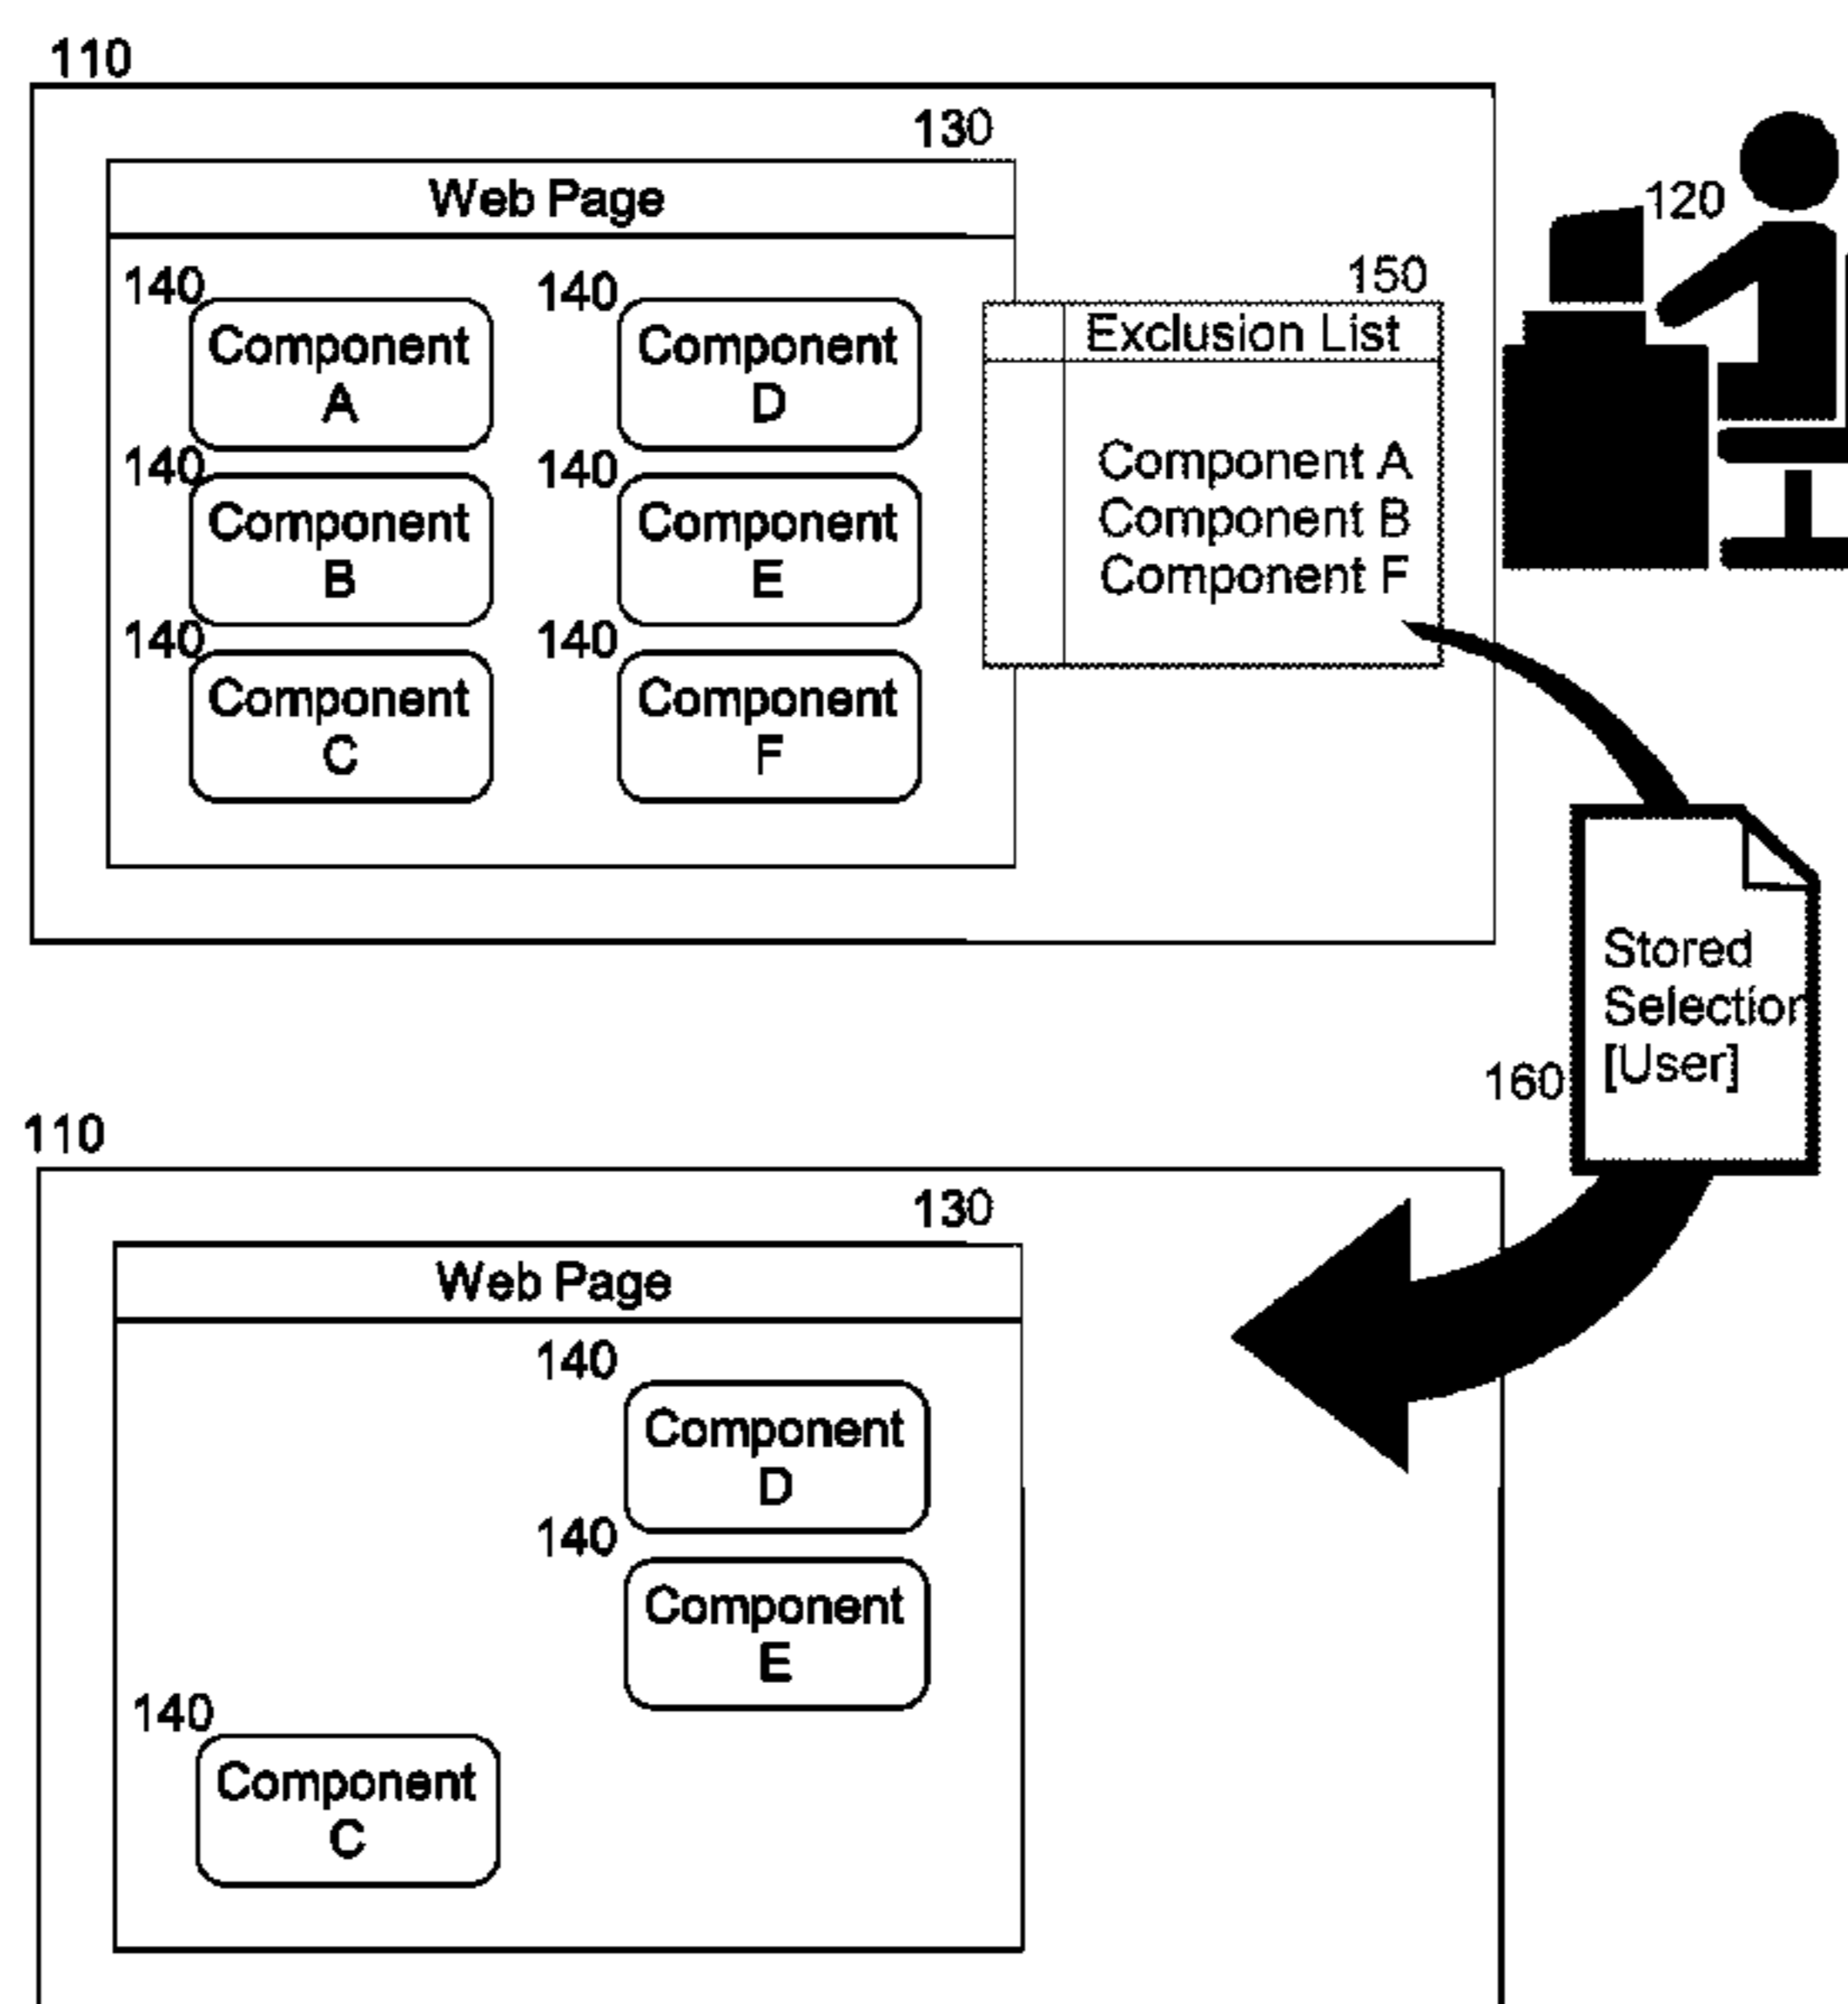 110
130
Web Page
120
140
140
150
Component
A
Component
D
Exclusion List
140
140
Component
B
Component
E
Component A
Component B
Component F
140
140
Component
C
Component
F
Stored
Selection
[User]
160
110
130
Web Page
140
Component
D
140
Component
E
140
Component
C